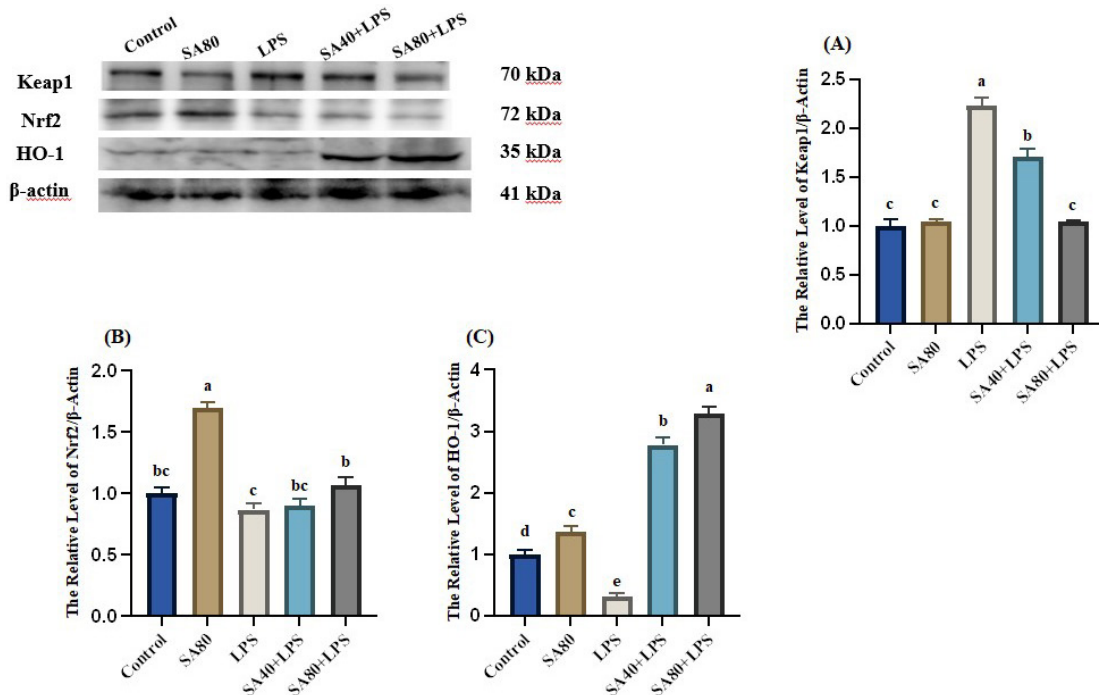 Control SA80 LPS SA40+LPS SA80+LPS
Keap1 70 kDa
Nrf2 72 kDa
HO-1 35 kDa
β-actin 41 kDa
(A)
The Relative Level of Keap1/β-Actin
2.5
2.0
1.5
1.0
0.5
0.0
c c a b c
Control SA80 LPS SA40+LPS SA80+LPS
(B)
The Relative Level of Nrf2/β-Actin
2.0
1.5
1.0
0.5
0.0
bc a c bc b
Control SA80 LPS SA40+LPS SA80+LPS
(C)
The Relative Level of HO-1/β-Actin
4
3
2
1
0
d c e b a
Control SA80 LPS SA40+LPS SA80+LPS